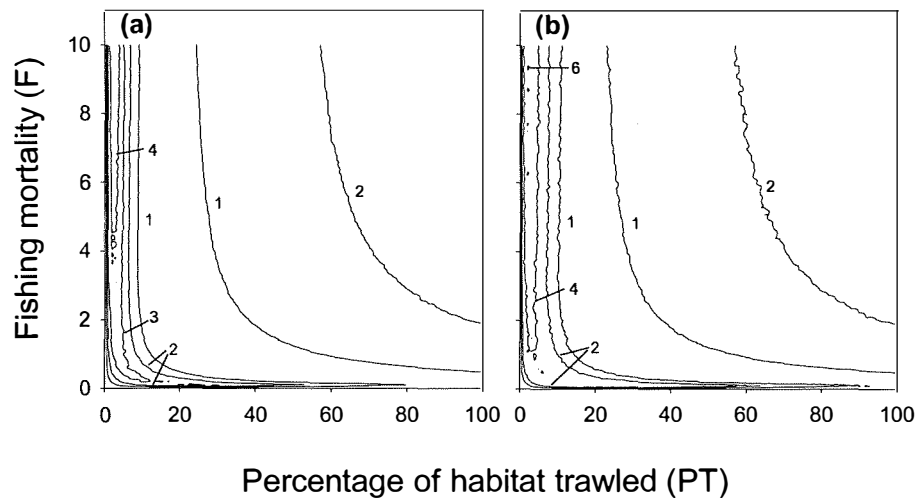 (a) (b)
Fishing mortality (F)
10 8 6 4 2 0
4 3 2 1 1 2
6 4 2 1 1 2
0 20 40 60 80 100 0 20 40 60 80 100
Percentage of habitat trawled (PT)